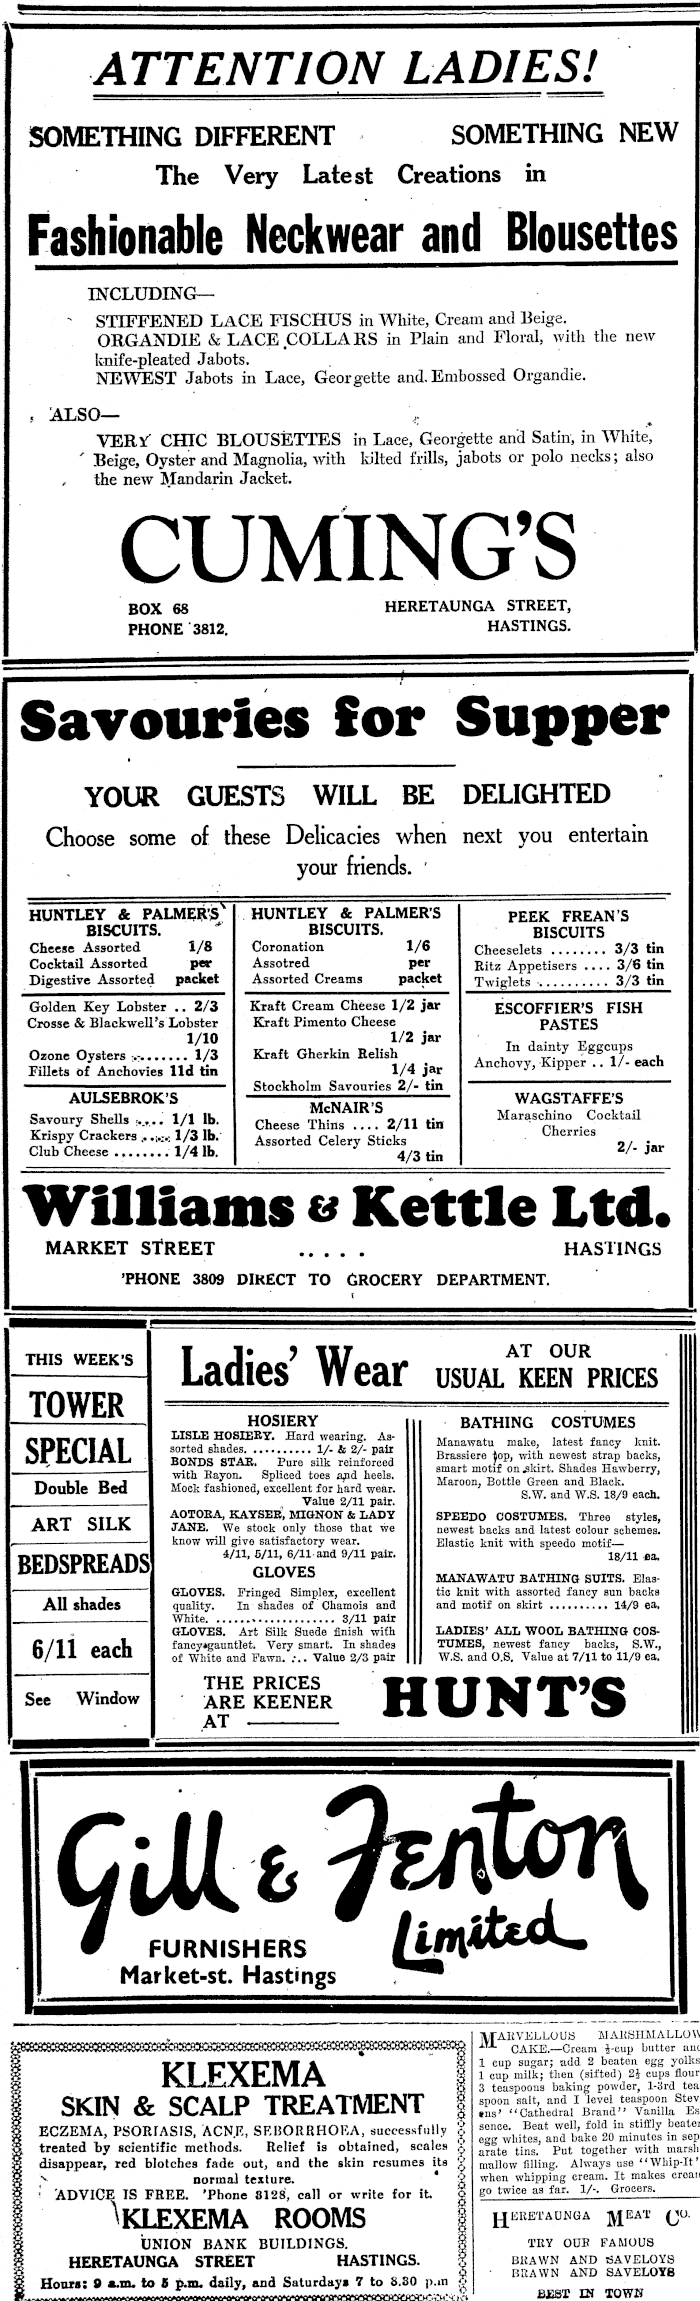 ATTENTION LADIES!
SOMETHING DIFFERENT SOMETHING NEW
The Very Latest Creations in
Fashionable Neckwear and Blousettes
INCLUDING—
STIFFENED LACE FISCHUS in White, Cream and Beige.
ORGANDIE & LACE COLLARS in Plain and Floral, with the new
knife-pleated Jabots.
NEWEST Jabots in Lace, Georgette and Embossed Organdie.
ALSO—
VERY CHIC BLOUSETTES in Lace, Georgette and Satin, in White,
Beige, Oyster and Magnolia, with kilted frills, jabots or polo necks; also
the new Mandarin Jacket.
CUMING'S
BOX 68 HERETAUNGA STREET,
PHONE 3812. HASTINGS.
Savouries for Supper
YOUR GUESTS WILL BE DELIGHTED
Choose some of these Delicacies when next you entertain
your friends.
HUNTLEY & PALMER'S
BISCUITS.
Cheese Assorted 1/8
Cocktail Assorted per
Digestive Assorted packet
Golden Key Lobster .. 2/3
Crosse & Blackwell's Lobster
1/10
Ozone Oysters ........ 1/3
Fillets of Anchovies 11d tin
AULSEBROK'S
Savoury Shells ..... 1/1 lb.
Krispy Crackers ..... 1/3 lb.
Club Cheese ........ 1/4 lb.
HUNTLEY & PALMER'S
BISCUITS.
Coronation 1/6
Assotred per
Assorted Creams packet
Kraft Cream Cheese 1/2 jar
Kraft Pimento Cheese
1/2 jar
Kraft Gherkin Relish
1/4 jar
Stockholm Savouries 2/- tin
McNAIR'S
Cheese Thins .... 2/11 tin
Assorted Celery Sticks
4/3 tin
PEEK FREAN'S
BISCUITS
Cheeselets ........ 3/3 tin
Ritz Appetisers .... 3/6 tin
Twiglets .......... 3/3 tin
ESCOFFIER'S FISH
PASTES
In dainty Eggcups
Anchovy, Kipper .. 1/- each
WAGSTAFFE'S
Maraschino Cocktail
Cherries
2/- jar
Williams & Kettle Ltd.
MARKET STREET ..... HASTINGS
'PHONE 3809 DIRECT TO GROCERY DEPARTMENT.
THIS WEEK'S
TOWER
SPECIAL
Double Bed
ART SILK
BEDSPREADS
All shades
6/11 each
See Window
Ladies' Wear
AT OUR
USUAL KEEN PRICES
HOSIERY
LISLE HOSIERY. Hard wearing. As-
sorted shades. .......... 1/- & 2/- pair
BONDS STAR. Pure silk reinforced
with Rayon. Spliced toes and heels.
Mock fashioned, excellent for hard wear.
Value 2/11 pair.
AOTORA, KAYSER, MIGNON & LADY
JANE. We stock only those that we
know will give satisfactory wear.
4/11, 5/11, 6/11 and 9/11 pair.
GLOVES
GLOVES. Fringed Simplex, excellent
quality. In shades of Chamois and
White. .................... 3/11 pair
GLOVES. Art Silk Suede finish with
fancy gauntlet. Very smart. In shades
of White and Fawn. ... Value 2/3 pair
BATHING COSTUMES
Manawatu make, latest fancy knit.
Brassiere top, with newest strap backs,
smart motif on skirt. Shades Hawberry,
Maroon, Bottle Green and Black.
S.W. and W.S. 18/9 each.
SPEEDO COSTUMES. Three styles,
newest backs and latest colour schemes.
Elastic knit with speedo motif—
18/11 ea.
MANAWATU BATHING SUITS. Elas-
tic knit with assorted fancy sun backs
and motif on skirt .......... 14/9 ea.
LADIES' ALL WOOL BATHING COS-
TUMES, newest fancy backs, S.W.,
W.S. and O.S. Value at 7/11 to 11/9 ea.
THE PRICES
ARE KEENER
AT
HUNT'S
Gill & Fenton
Limited
FURNISHERS
Market-st. Hastings
KLEXEMA
SKIN & SCALP TREATMENT
ECZEMA, PSORIASIS, ACNE, SEBORRHOEA, successfully
treated by scientific methods. Relief is obtained, scales
disappear, red blotches fade out, and the skin resumes its
normal texture.
ADVICE IS FREE. 'Phone 3128, call or write for it.
KLEXEMA ROOMS
UNION BANK BUILDINGS.
HERETAUNGA STREET HASTINGS.
Hours: 9 a.m. to 5 p.m. daily, and Saturdays 7 to 8.30 p.m
MARVELLOUS MARSHMALLOW
CAKE.—Cream ½-cup butter and
1 cup sugar; add 2 beaten egg yolks
1 cup milk; then (sifted) 2½ cups flour
3 teaspoons baking powder, 1-3rd tea
spoon salt, and 1 level teaspoon Stev
ens' "Cathedral Brand" Vanilla Es
sence. Beat well, fold in stiffly beaten
egg whites, and bake 20 minutes in sep
arate tins. Put together with marsh
mallow filling. Always use "Whip-It"
when whipping cream. It makes cream
go twice as far. 1/-. Grocers.
HERETAUNGA MEAT CO.
TRY OUR FAMOUS
BRAWN AND SAVELOYS
BRAWN AND SAVELOYS
BEST IN TOWN